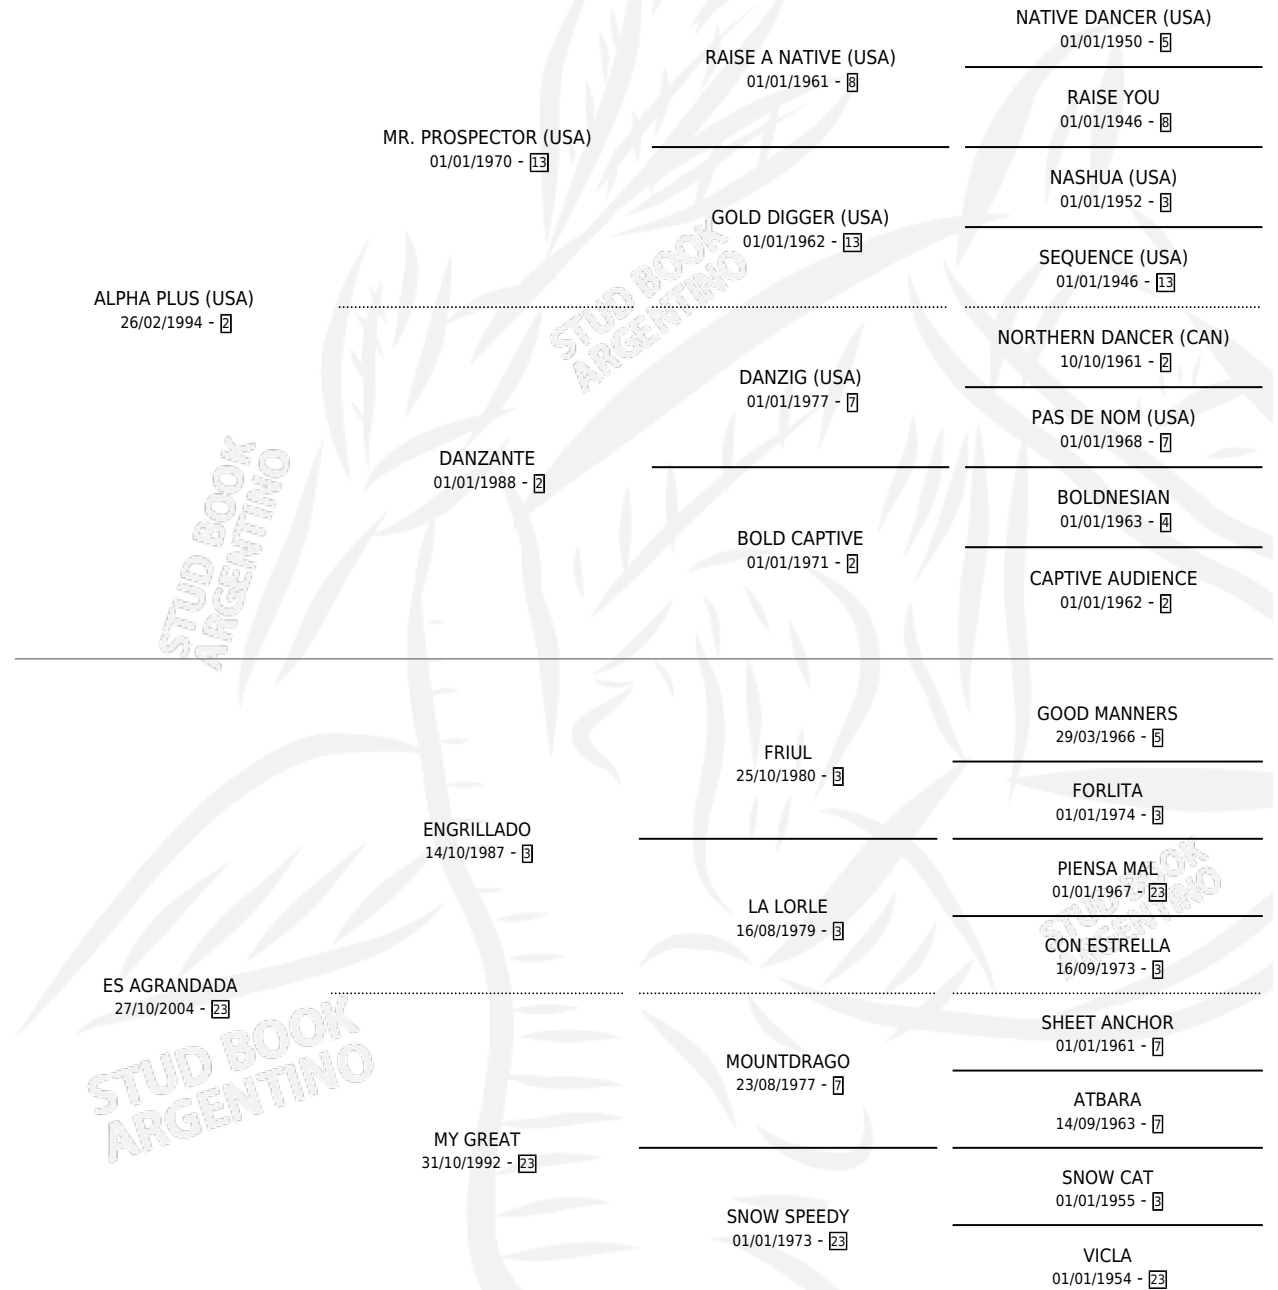 NATIVE DANCER (USA)
01/01/1950 - 5
RAISE A NATIVE (USA)
01/01/1961 - 8
RAISE YOU
01/01/1946 - 8
MR. PROSPECTOR (USA)
01/01/1970 - 13
NASHUA (USA)
01/01/1952 - 3
GOLD DIGGER (USA)
01/01/1962 - 13
SEQUENCE (USA)
01/01/1946 - 13
ALPHA PLUS (USA)
26/02/1994 - 2
STUD BOOK
ARGENTINO
NORTHERN DANCER (CAN)
10/10/1961 - 2
DANZIG (USA)
01/01/1977 - 7
PAS DE NOM (USA)
01/01/1968 - 7
DANZANTE
01/01/1988 - 2
BOLDNESIAN
01/01/1963 - 4
BOLD CAPTIVE
01/01/1971 - 2
CAPTIVE AUDIENCE
01/01/1962 - 2
STUD BOOK
ARGENTINO
GOOD MANNERS
29/03/1966 - 5
FRIUL
25/10/1980 - 3
FORLITA
01/01/1974 - 3
ENGRILLADO
14/10/1987 - 3
PIENSA MAL
01/01/1967 - 23
LA LORLE
16/08/1979 - 3
STUD BOOK
ARGENTINO
CON ESTRELLA
16/09/1973 - 3
ES AGRANDADA
27/10/2004 - 23
STUD BOOK
ARGENTINO
SHEET ANCHOR
01/01/1961 - 7
MOUNTDRAGO
23/08/1977 - 7
ATBARA
14/09/1963 - 7
MY GREAT
31/10/1992 - 23
SNOW CAT
01/01/1955 - 3
SNOW SPEEDY
01/01/1973 - 23
VICLA
01/01/1954 - 23